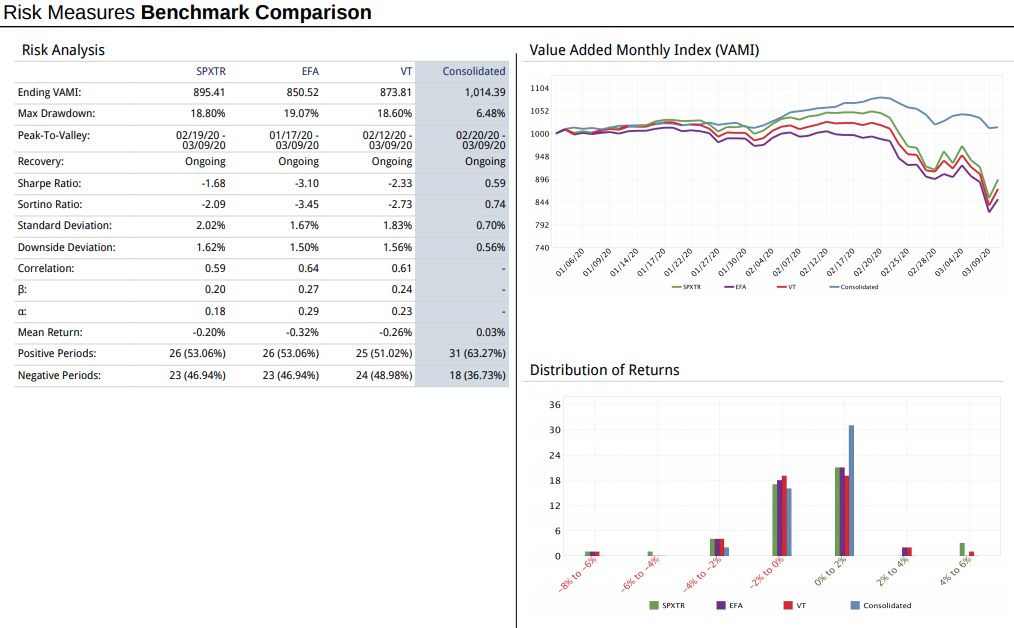 Risk Measures Benchmark Comparison
Risk Analysis
SPXTR EFA VT Consolidated
Ending VAMI: 895.41 850.52 873.81 1,014.39
Max Drawdown: 18.80% 19.07% 18.60% 6.48%
Peak-To-Valley: 02/19/20 - 01/17/20 - 02/12/20 - 02/20/20 -
03/09/20 03/09/20 03/09/20 03/09/20
Recovery: Ongoing Ongoing Ongoing Ongoing
Sharpe Ratio: -1.68 -3.10 -2.33 0.59
Sortino Ratio: -2.09 -3.45 -2.73 0.74
Standard Deviation: 2.02% 1.67% 1.83% 0.70%
Downside Deviation: 1.62% 1.50% 1.56% 0.56%
Correlation: 0.59 0.64 0.61 -
β: 0.20 0.27 0.24 -
α: 0.18 0.29 0.23 -
Mean Return: -0.20% -0.32% -0.26% 0.03%
Positive Periods: 26 (53.06%) 26 (53.06%) 25 (51.02%) 31 (63.27%)
Negative Periods: 23 (46.94%) 23 (46.94%) 24 (48.98%) 18 (36.73%)
Value Added Monthly Index (VAMI)
1104
1052
1000
948
896
844
792
740
01/06/20 01/09/20 01/14/20 01/17/20 01/22/20 01/27/20 01/30/20 02/04/20 02/07/20 02/12/20 02/17/20 02/20/20 02/25/20 02/28/20 03/04/20 03/09/20
SPXTR EFA VT Consolidated
Distribution of Returns
36
30
24
18
12
6
0
-8% to -6% -6% to -4% -4% to -2% -2% to 0% 0% to 2% 2% to 4% 4% to 6%
SPXTR EFA VT Consolidated